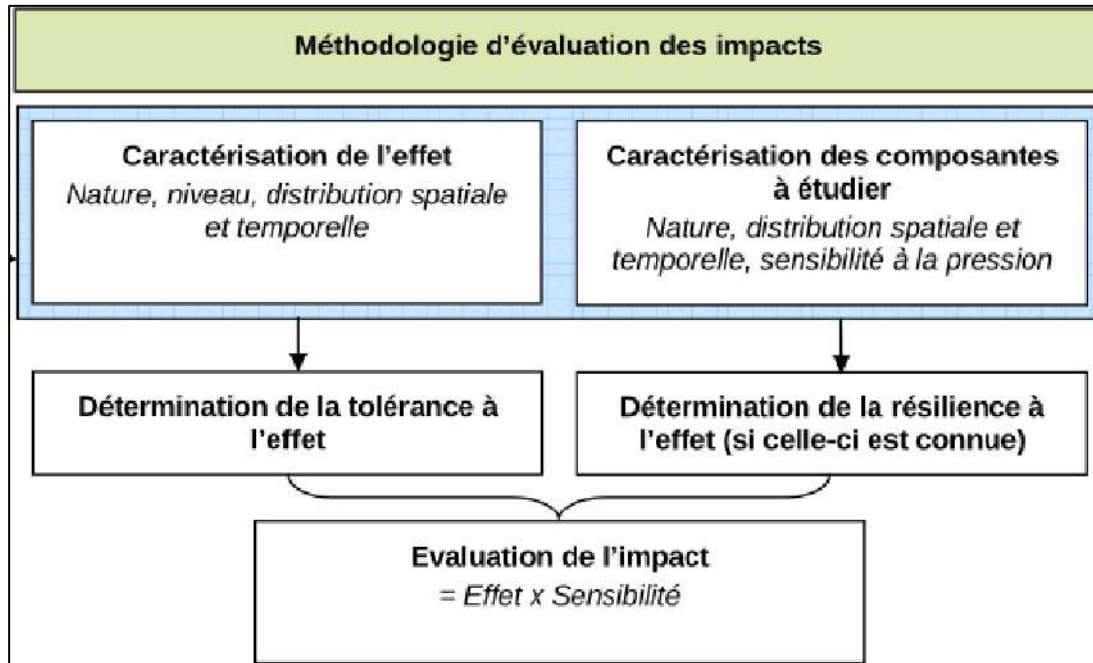 Méthodologie d'évaluation des impacts
Caractérisation de l'effet
Nature, niveau, distribution spatiale
et temporelle
Caractérisation des composantes
à étudier
Nature, distribution spatiale et
temporelle, sensibilité à la pression
Détermination de la tolérance à
l'effet
Détermination de la résilience à
l'effet (si celle-ci est connue)
Evaluation de l'impact
= Effet x Sensibilité